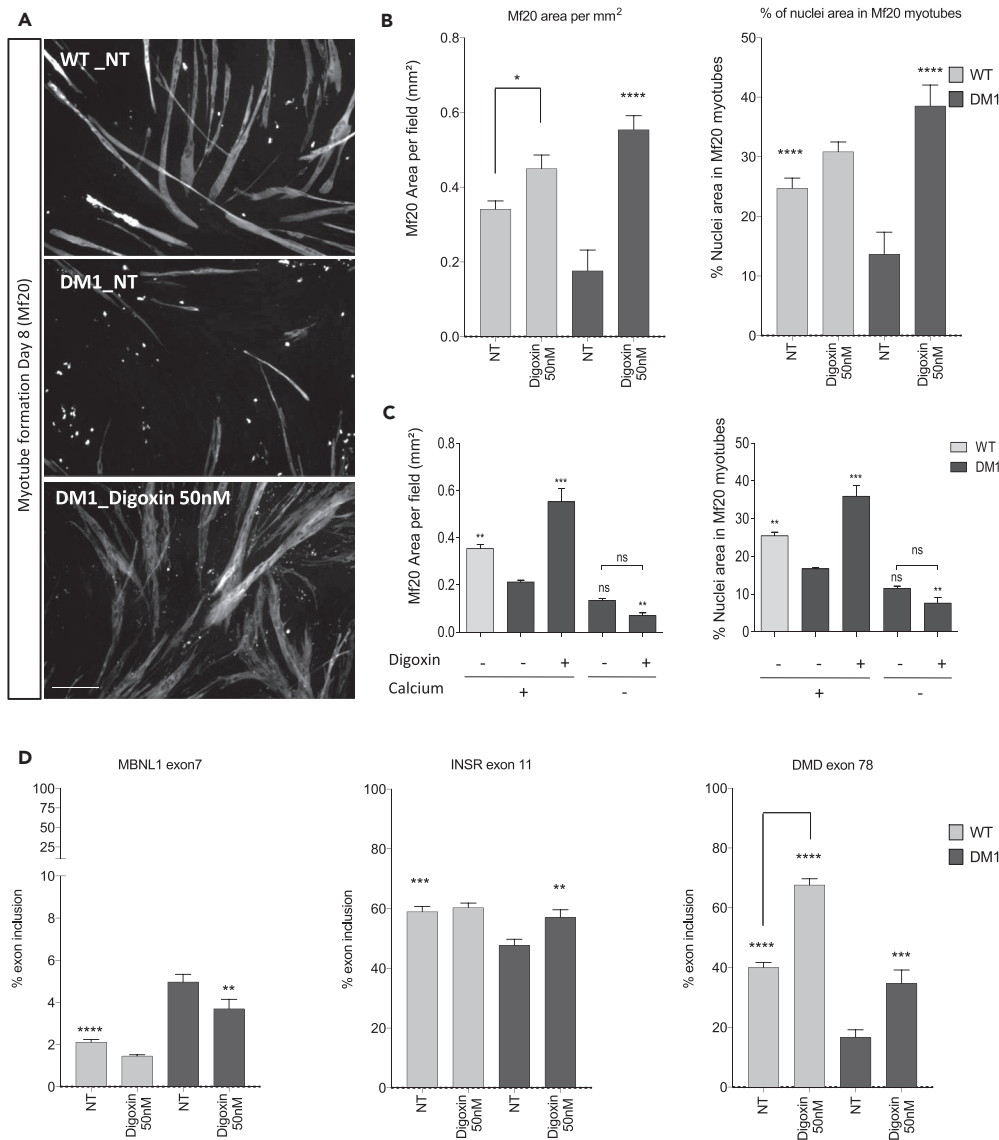 A
Myotube formation Day 8 (Mf20)
WT _NT
DM1_NT
DM1_Digoxin 50nM
B
Mf20 area per mm²
Mf20 Area per field (mm²)
0.8
0.6
0.4
0.2
0.0
*
****
NT
Digoxin
50nM
NT
Digoxin
50nM
% of nuclei area in Mf20 myotubes
% Nuclei area in Mf20 myotubes
50
40
30
20
10
0
****
****
NT
Digoxin
50nM
NT
Digoxin
50nM
WT
DM1
C
Mf20 Area per field (mm²)
0.8
0.6
0.4
0.2
0.0
**
***
ns
ns
**
Digoxin - - + - +
Calcium + -
% Nuclei area in Mf20 myotubes
50
40
30
20
10
0
**
***
ns
ns
**
- - + - +
+ -
WT
DM1
D
MBNL1 exon7
% exon inclusion
100
75
50
25
10
8
6
4
2
0
****
**
NT
Digoxin
50nM
NT
Digoxin
50nM
INSR exon 11
% exon inclusion
100
80
60
40
20
0
***
**
NT
Digoxin
50nM
NT
Digoxin
50nM
DMD exon 78
% exon inclusion
100
80
60
40
20
0
****
****
***
NT
Digoxin
50nM
NT
Digoxin
50nM
WT
DM1